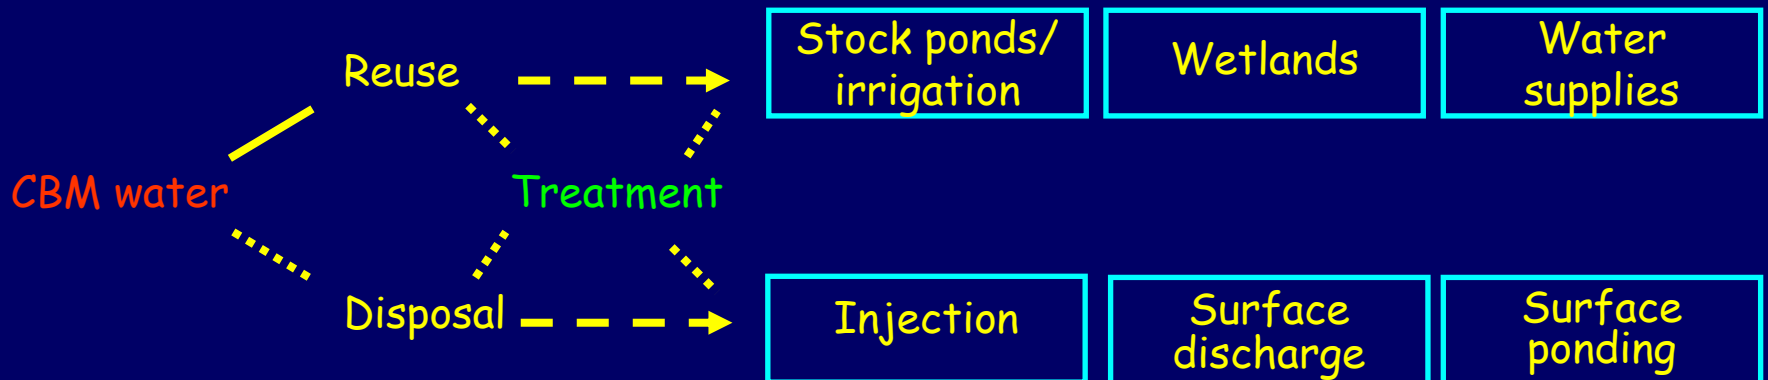 Reuse
Stock ponds/
irrigation
Wetlands
Water
supplies
CBM water
Treatment
Disposal
Injection
Surface
discharge
Surface
ponding